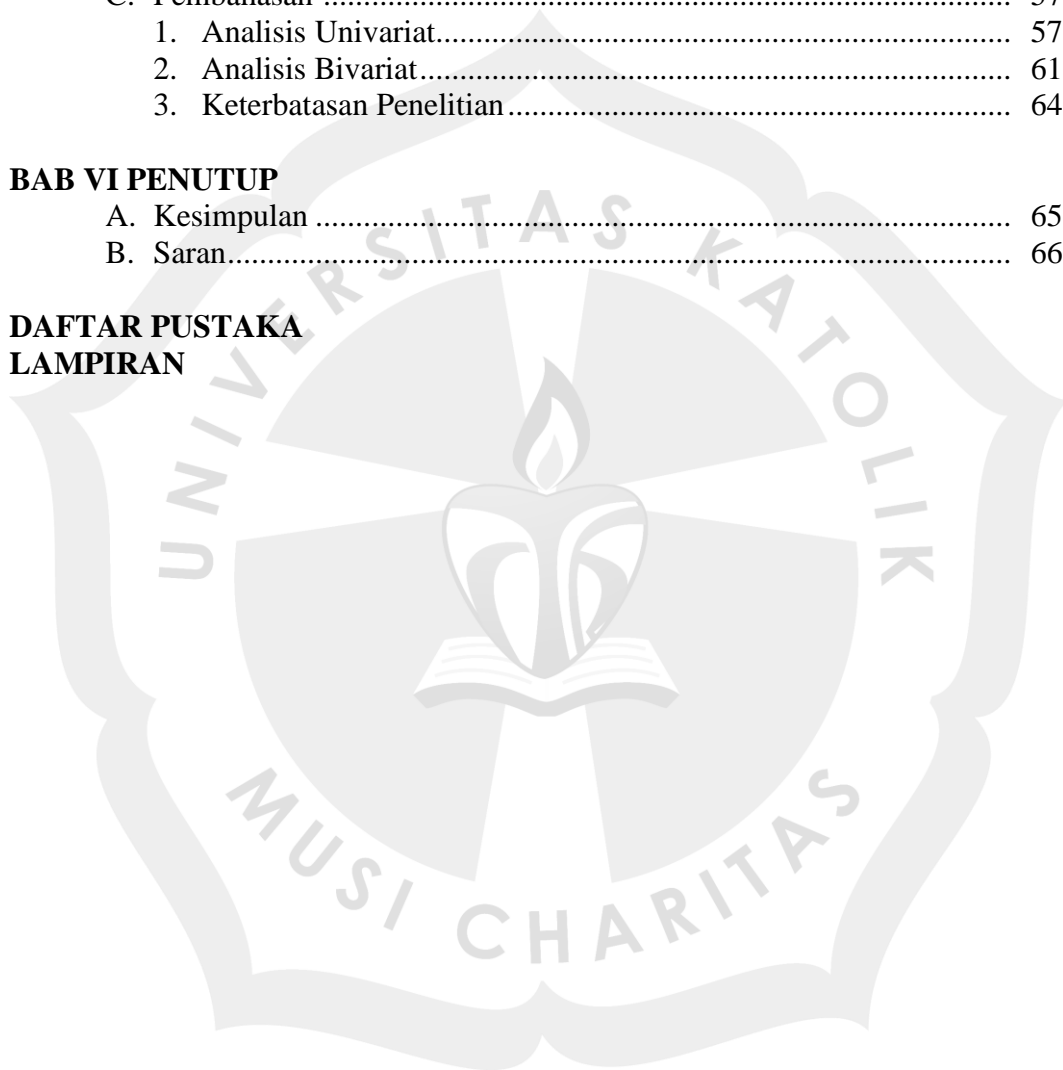 1. Analisis Univariat........................................................................ 57
2. Analisis Bivariat.......................................................................... 61
3. Keterbatasan Penelitian............................................................... 64
BAB VI PENUTUP
A. Kesimpulan ....................................................................................... 65
B. Saran.................................................................................................. 66
DAFTAR PUSTAKA
LAMPIRAN
UNIVERSITAS KATOLIK
MUSI CHARITAS